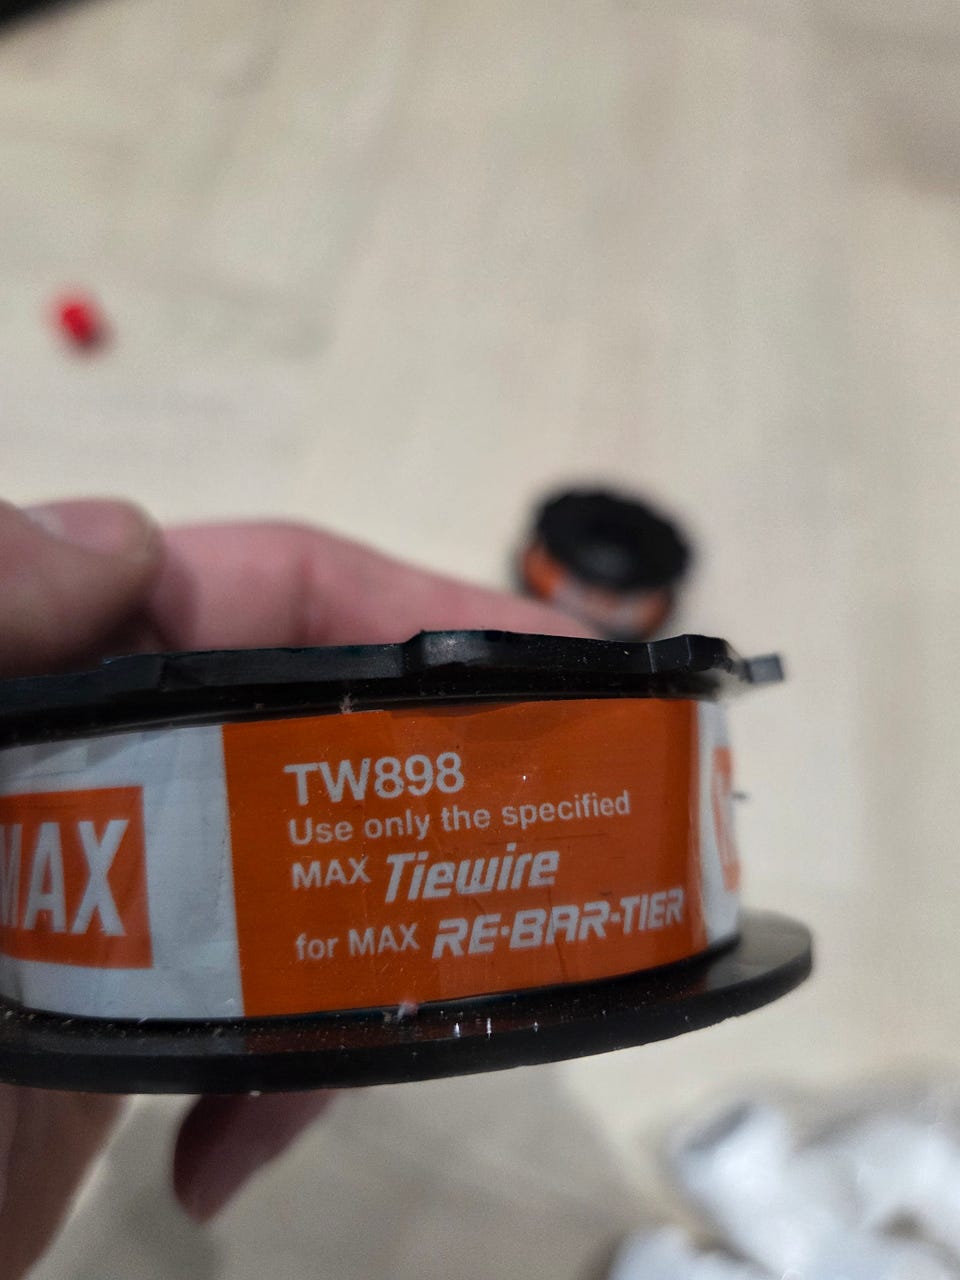 MAX
TW898
Use only the specified
MAX Tiewire
for MAX RE-BAR-TIER